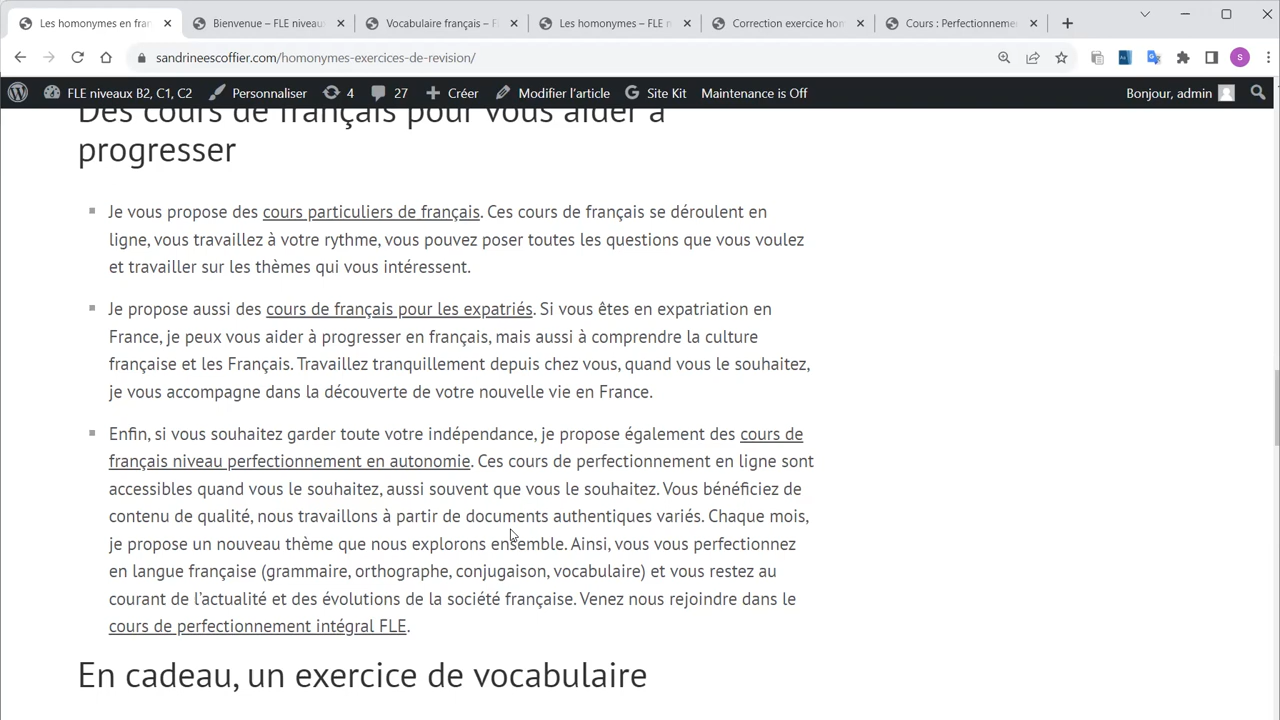 Les homonymes en fran
Bienvenue – FLE niveau
Vocabulaire français – F
Les homonymes – FLE n
Correction exercice hom
Cours : Perfectionneme
sandrineescoffier.com/homonymes-exercices-de-revision/
S
FLE niveaux B2, C1, C2
Personnaliser
4
27
Créer
Modifier l'article
Site Kit
Maintenance is Off
Bonjour, admin
Des cours de français pour vous aider à
progresser
Je vous propose des cours particuliers de français. Ces cours de français se déroulent en
ligne, vous travaillez à votre rythme, vous pouvez poser toutes les questions que vous voulez
et travailler sur les thèmes qui vous intéressent.
Je propose aussi des cours de français pour les expatriés. Si vous êtes en expatriation en
France, je peux vous aider à progresser en français, mais aussi à comprendre la culture
française et les Français. Travaillez tranquillement depuis chez vous, quand vous le souhaitez,
je vous accompagne dans la découverte de votre nouvelle vie en France.
Enfin, si vous souhaitez garder toute votre indépendance, je propose également des cours de
français niveau perfectionnement en autonomie. Ces cours de perfectionnement en ligne sont
accessibles quand vous le souhaitez, aussi souvent que vous le souhaitez. Vous bénéficiez de
contenu de qualité, nous travaillons à partir de documents authentiques variés. Chaque mois,
je propose un nouveau thème que nous explorons ensemble. Ainsi, vous vous perfectionnez
en langue française (grammaire, orthographe, conjugaison, vocabulaire) et vous restez au
courant de l'actualité et des évolutions de la société française. Venez nous rejoindre dans le
cours de perfectionnement intégral FLE.
En cadeau, un exercice de vocabulaire